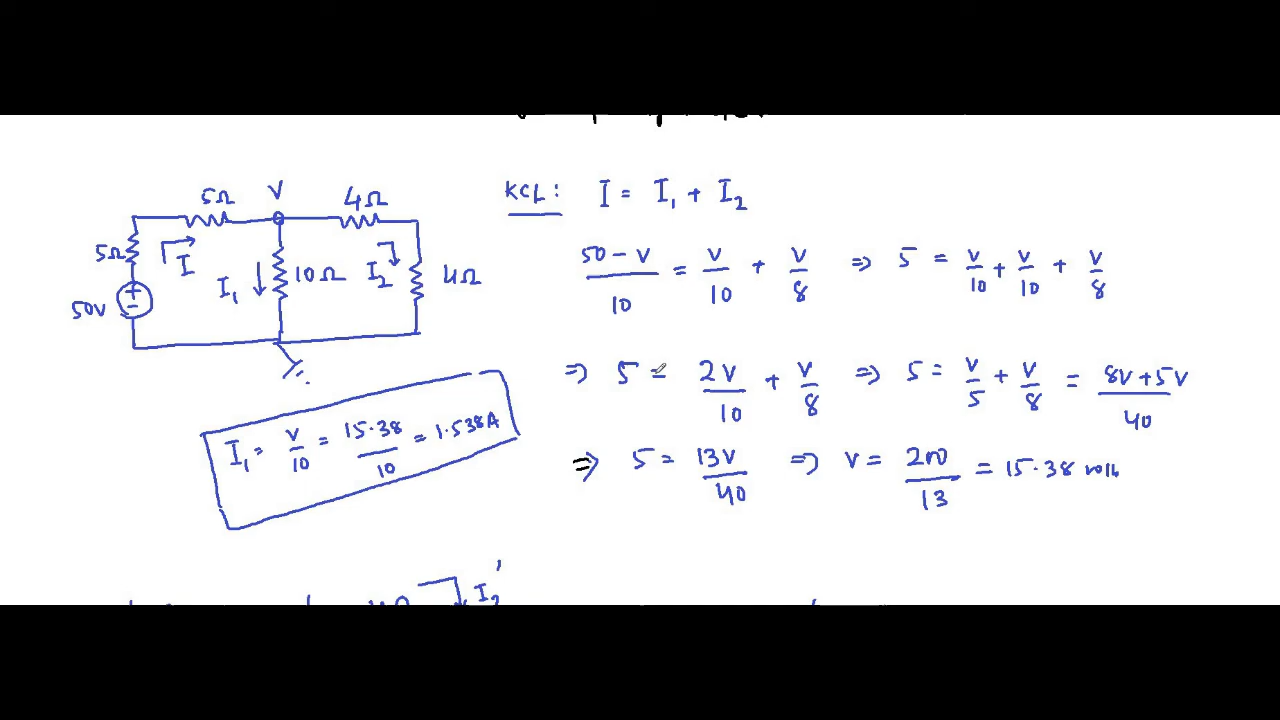 5Ω V 4Ω
5Ω I I₁ 10Ω I₂ 4Ω
50V + -
KCL: I = I₁ + I₂
(50 - V)/10 = V/10 + V/8 ⇒ 5 = V/10 + V/10 + V/8
⇒ 5 = 2V/10 + V/8 ⇒ 5 = V/5 + V/8 = (8V+5V)/40
⇒ 5 = 13V/40 ⇒ V = 200/13 = 15.38 volt
I₁ = V/10 = 15.38/10 = 1.538A
I₂'